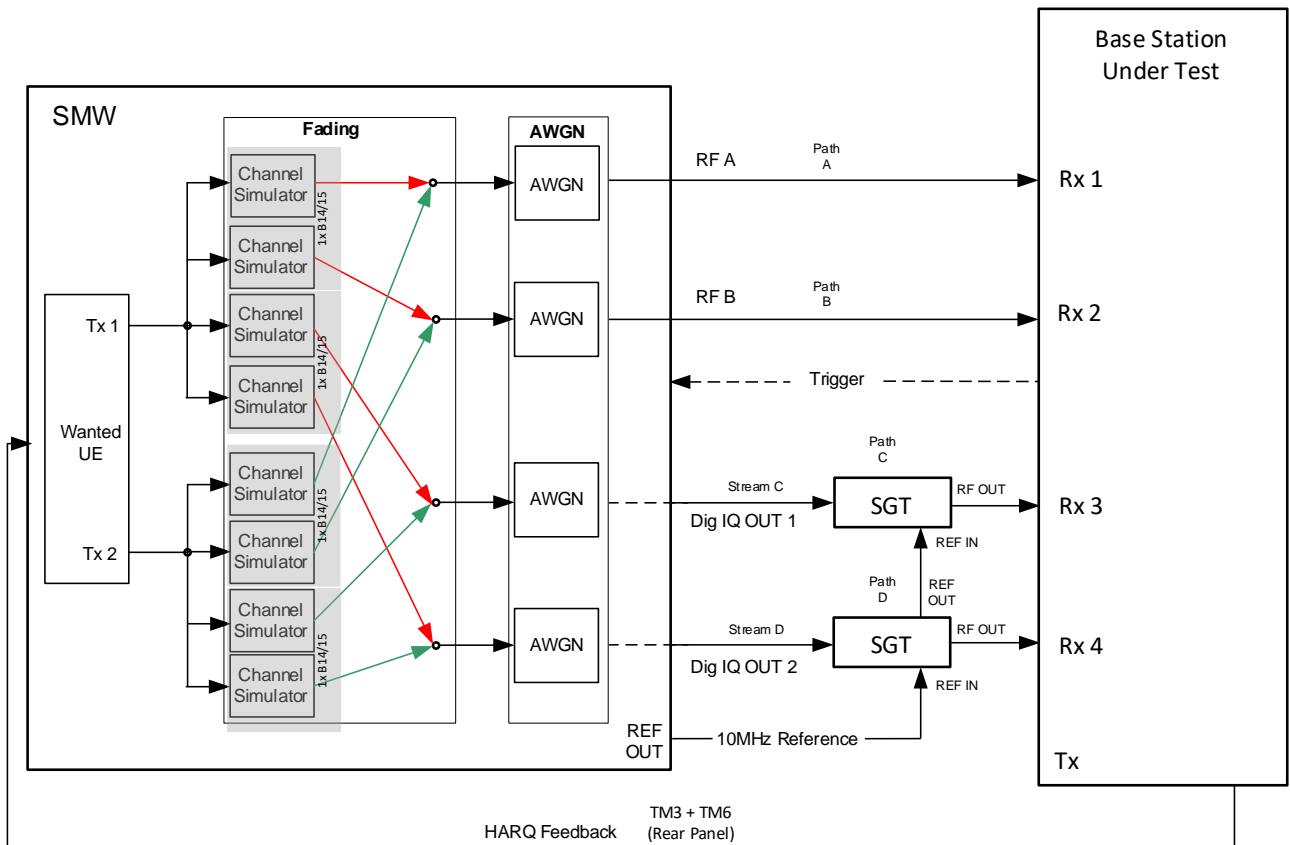 Base Station
Under Test
SMW
Fading
AWGN
Channel
Simulator
1x B14/15
AWGN
RF A
Path
A
Rx 1
Channel
Simulator
Tx 1
Channel
Simulator
1x B14/15
AWGN
RF B
Path
B
Rx 2
Channel
Simulator
Trigger
Wanted
UE
Path
C
Channel
Simulator
1x B14/15
AWGN
Stream C
Dig IQ OUT 1
SGT
RF OUT
Rx 3
REF IN
Tx 2
Channel
Simulator
Path
D
REF
OUT
Channel
Simulator
1x B14/15
AWGN
Stream D
Dig IQ OUT 2
SGT
RF OUT
Rx 4
REF IN
Channel
Simulator
REF
OUT
10MHz Reference
Tx
HARQ Feedback
TM3 + TM6
(Rear Panel)